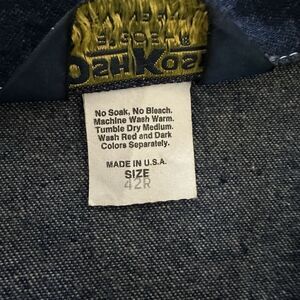 OSHKOS
No Soak, No Bleach.
Machine Wash Warm.
Tumble Dry Medium.
Wash Red and Dark
Colors Separately.
MADE IN U.S.A.
SIZE
42R